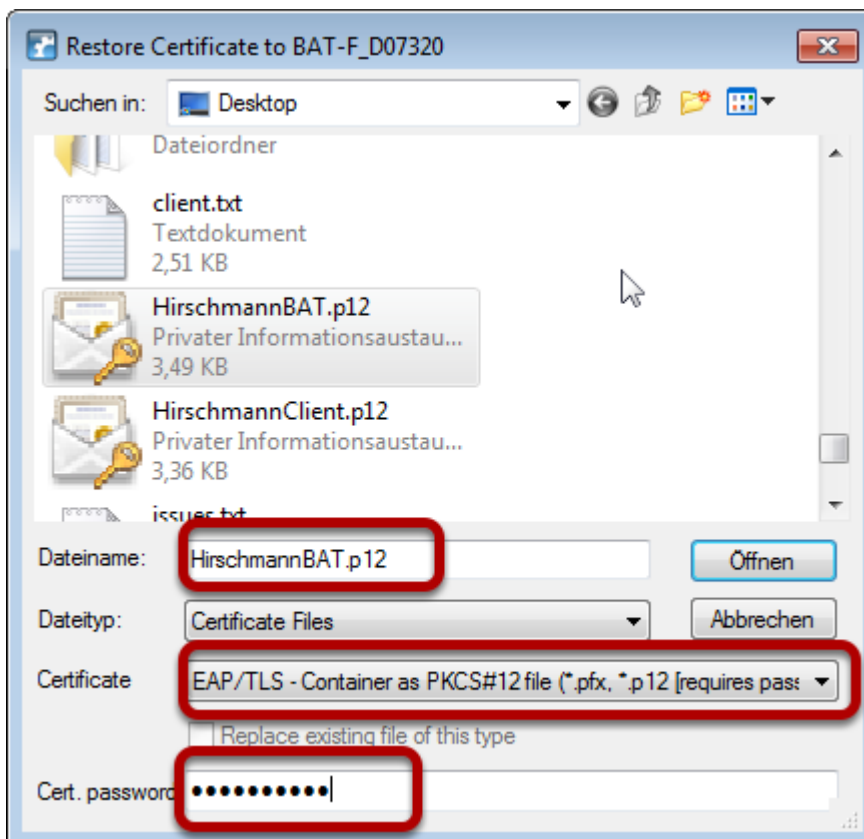 Restore Certificate to BAT-F_D07320
Suchen in:
Desktop
Dateiordner
client.txt
Textdokument
2,51 KB
HirschmannBAT.p12
Privater Informationsaustau...
3,49 KB
HirschmannClient.p12
Privater Informationsaustau...
3,36 KB
issues.txt
Dateiname:
HirschmannBAT.p12
Öffnen
Dateityp:
Certificate Files
Abbrechen
Certificate
EAP/TLS - Container as PKCS#12 file (*.pfx, *.p12 [requires pass
Replace existing file of this type
Cert. password
●●●●●●●●●●